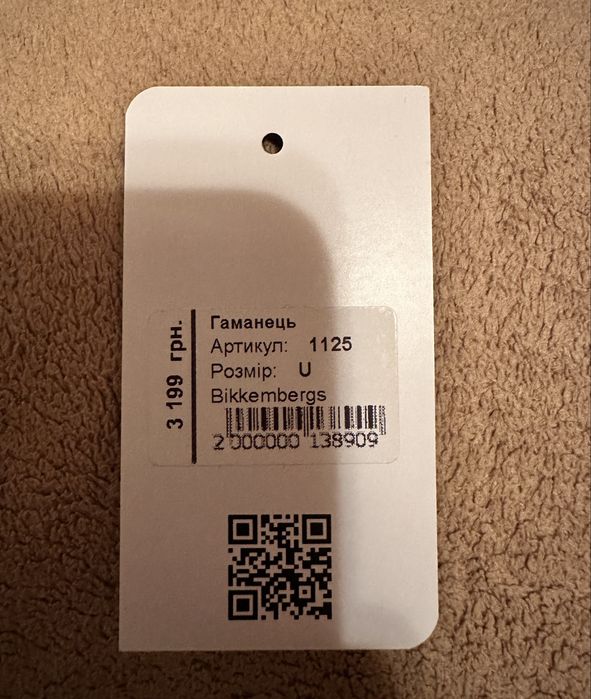 3 199 грн.
Гаманець
Артикул: 1125
Розмір: U
Bikkembergs
2 000000 138909